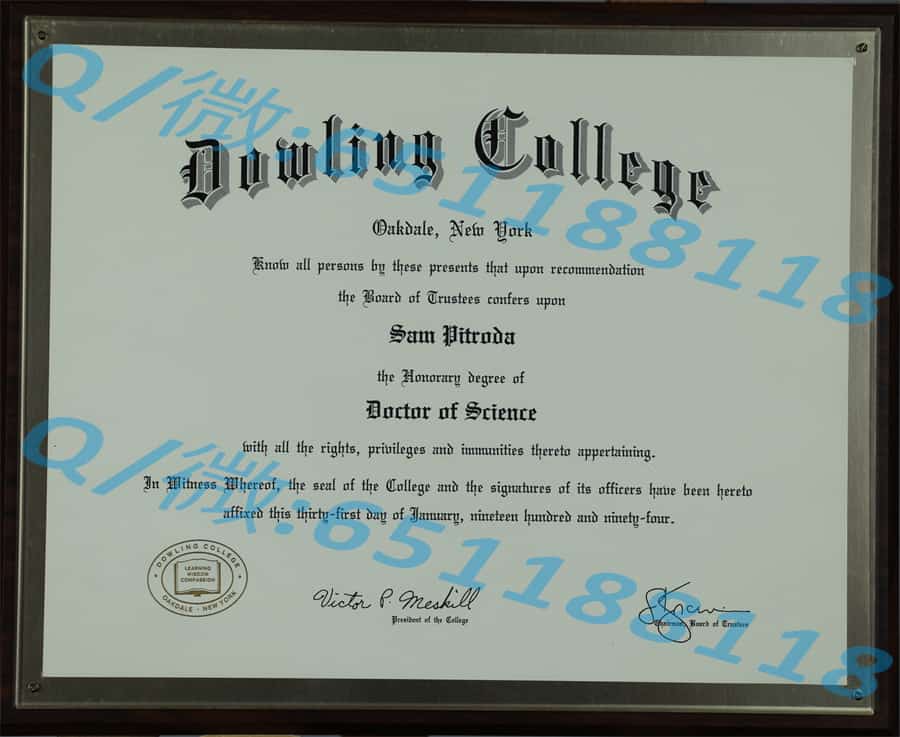 Dowling College
Oakdale, New York
Know all persons by these presents that upon recommendation
the Board of Trustees confers upon
Sam Pitroda
the Honorary degree of
Doctor of Science
with all the rights, privileges and immunities thereto appertaining.
In Witness Whereof, the seal of the College and the signatures of its officers have been hereto
affixed this thirty-first day of January, nineteen hundred and ninety-four.
DOWLING COLLEGE
LEARNING
WISDOM
COMPASSION
OAKDALE - NEW YORK
Victor P. Meskill
President of the College
Chairman, Board of Trustees
Q/微:651188118
Q/微:651188118